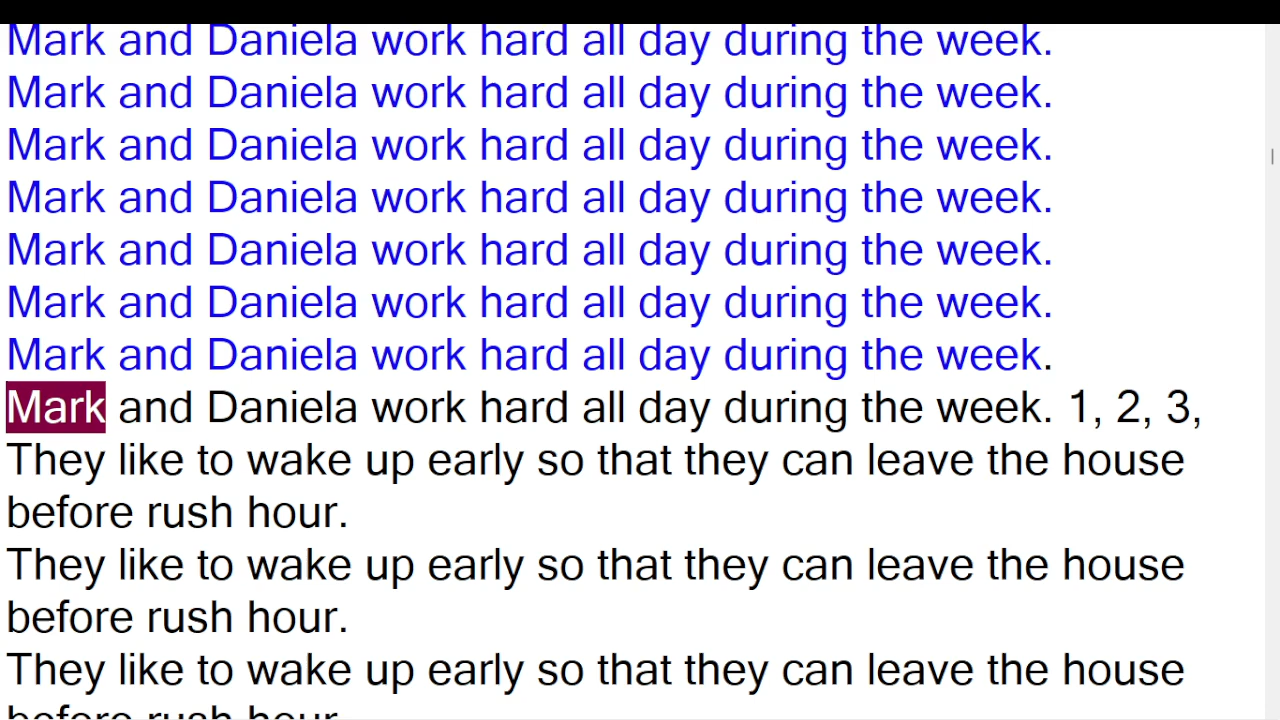 Mark and Daniela work hard all day during the week.
Mark and Daniela work hard all day during the week.
Mark and Daniela work hard all day during the week.
Mark and Daniela work hard all day during the week.
Mark and Daniela work hard all day during the week.
Mark and Daniela work hard all day during the week.
Mark and Daniela work hard all day during the week.
Mark and Daniela work hard all day during the week. 1, 2, 3,
They like to wake up early so that they can leave the house
before rush hour.
They like to wake up early so that they can leave the house
before rush hour.
They like to wake up early so that they can leave the house
before rush hour.